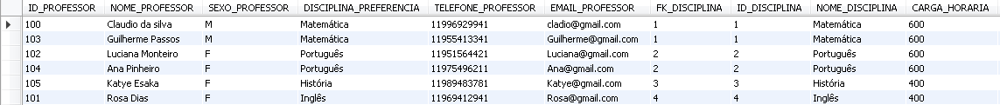 ID_PROFESSOR NOME_PROFESSOR SEXO_PROFESSOR DISCIPLINA_PREFERENCIA TELEFONE_PROFESSOR EMAIL_PROFESSOR FK_DISCIPLINA ID_DISCIPLINA NOME_DISCIPLINA CARGA_HORARIA
100 Claudio da silva M Matemática 11996929941 cladio@gmail.com 1 1 Matemática 600
103 Guilherme Passos M Matemática 11955413341 Guilherme@gmail.com 1 1 Matemática 600
102 Luciana Monteiro F Português 11951564421 Luciana@gmail.com 2 2 Português 600
104 Ana Pinheiro F Português 11975496211 Ana@gmail.com 2 2 Português 600
105 Katye Esaka F História 11989483781 Katye@gmail.com 3 3 História 400
101 Rosa Dias F Inglês 11969412941 Rosa@gmail.com 4 4 Inglês 400